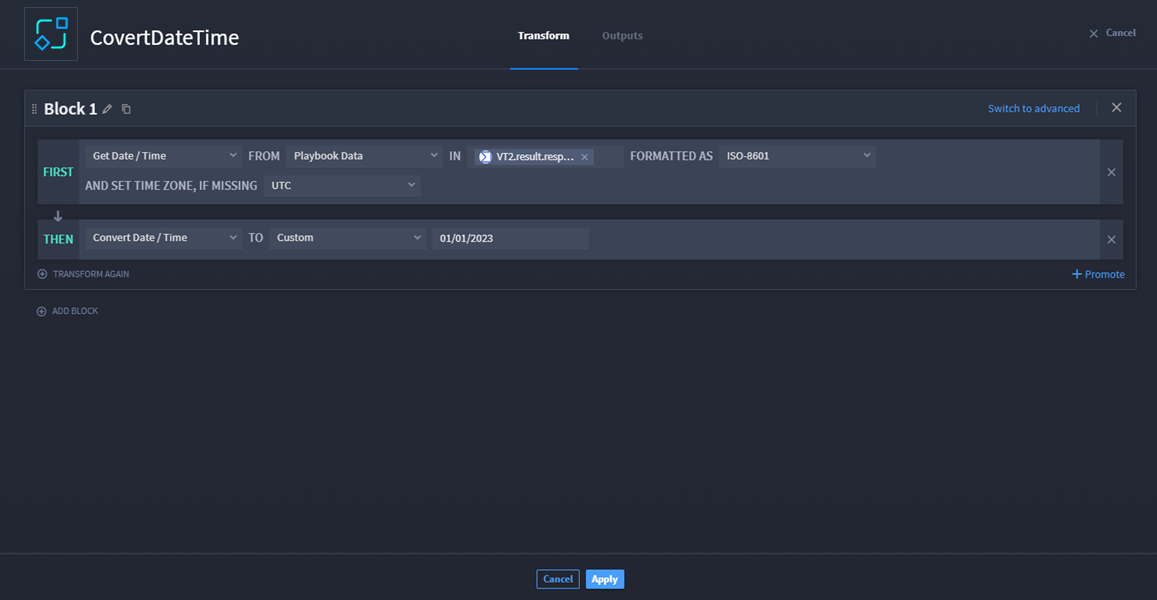 CovertDateTime
Transform Outputs
Cancel
Block 1
Switch to advanced
FIRST
Get Date / Time FROM Playbook Data IN VT2.result.resp... FORMATTED AS ISO-8601
AND SET TIME ZONE, IF MISSING UTC
THEN
Convert Date / Time TO Custom 01/01/2023
TRANSFORM AGAIN
Promote
ADD BLOCK
Cancel Apply